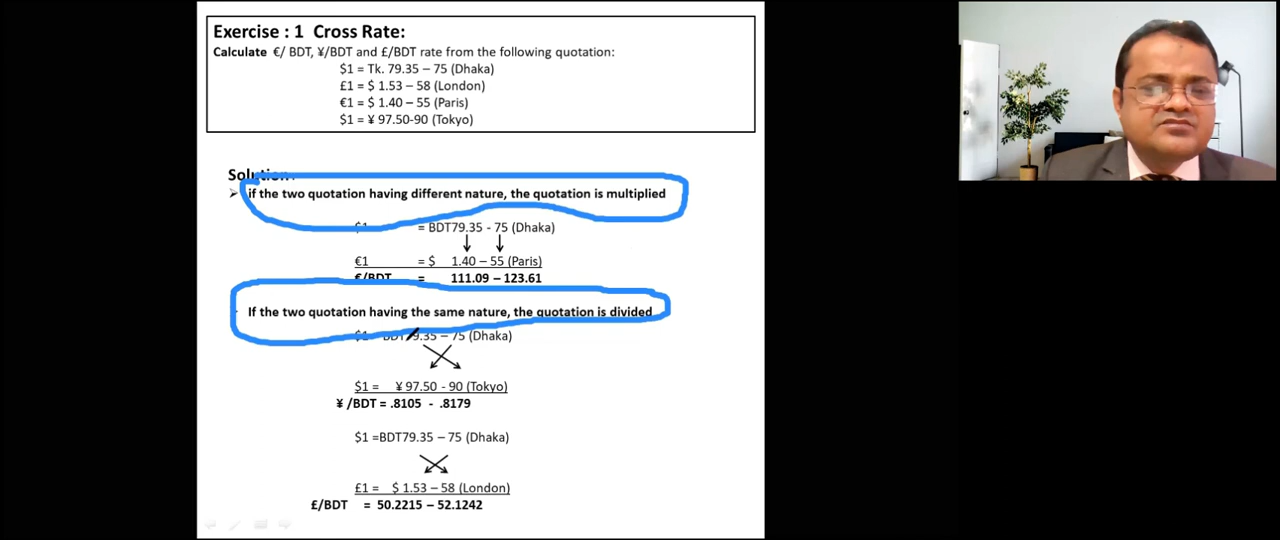 Exercise : 1 Cross Rate:
Calculate €/ BDT, ¥/BDT and £/BDT rate from the following quotation:
$1 = Tk. 79.35 – 75 (Dhaka)
£1 = $ 1.53 – 58 (London)
€1 = $ 1.40 – 55 (Paris)
$1 = ¥ 97.50-90 (Tokyo)
Solution:
if the two quotation having different nature, the quotation is multiplied
$1 = BDT79.35 - 75 (Dhaka)
€1 = $ 1.40 – 55 (Paris)
€/BDT = 111.09 – 123.61
If the two quotation having the same nature, the quotation is divided
$1= BDT79.35 – 75 (Dhaka)
$1 = ¥ 97.50 - 90 (Tokyo)
¥ /BDT = .8105 - .8179
$1 =BDT79.35 – 75 (Dhaka)
£1 = $ 1.53 – 58 (London)
£/BDT = 50.2215 – 52.1242